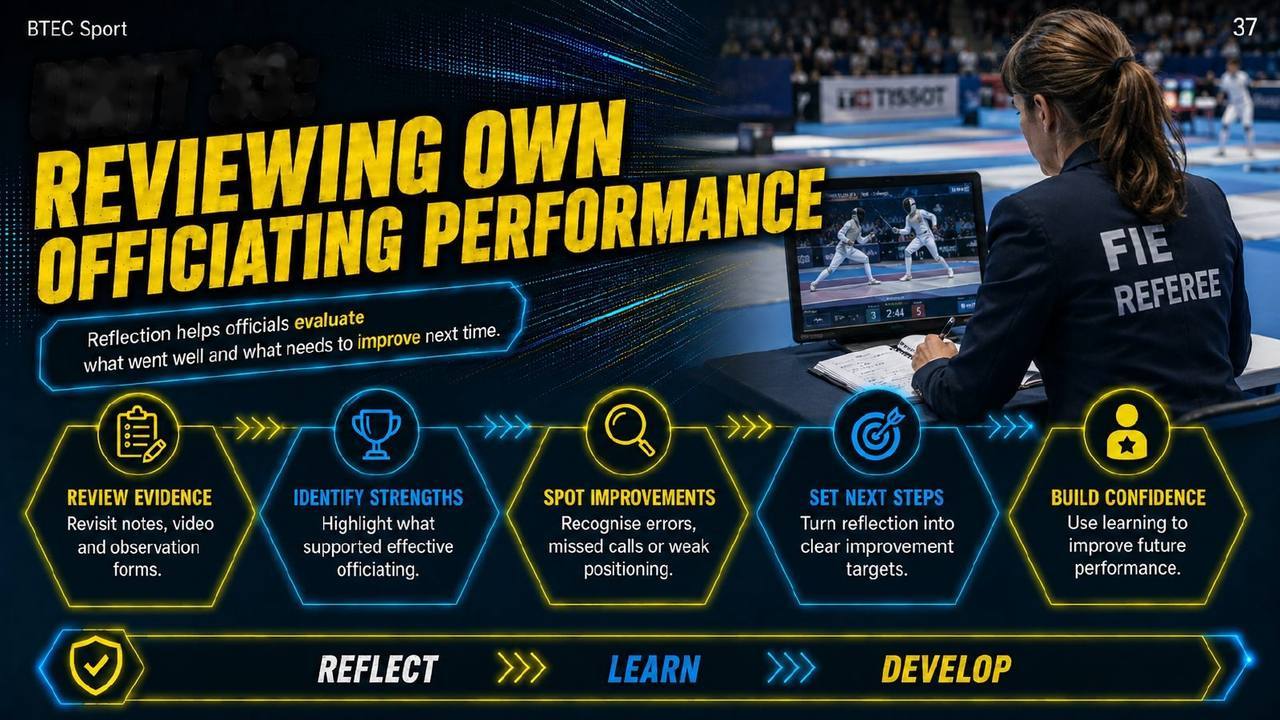 BTEC Sport
37
REVIEWING OWN
OFFICIATING PERFORMANCE
Reflection helps officials evaluate
what went well and what needs to improve next time.
TISSOT
FIE
REFEREE
3 2:44 5
REVIEW EVIDENCE
Revisit notes, video
and observation
forms.
IDENTIFY STRENGTHS
Highlight what
supported effective
officiating.
SPOT IMPROVEMENTS
Recognise errors,
missed calls or weak
positioning.
SET NEXT STEPS
Turn reflection into
clear improvement
targets.
BUILD CONFIDENCE
Use learning to
improve future
performance.
REFLECT
LEARN
DEVELOP